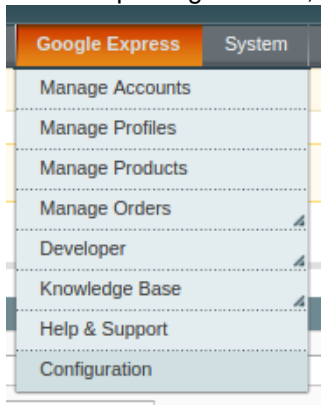 Google Express System
Manage Accounts
Manage Profiles
Manage Products
Manage Orders
Developer
Knowledge Base
Help & Support
Configuration